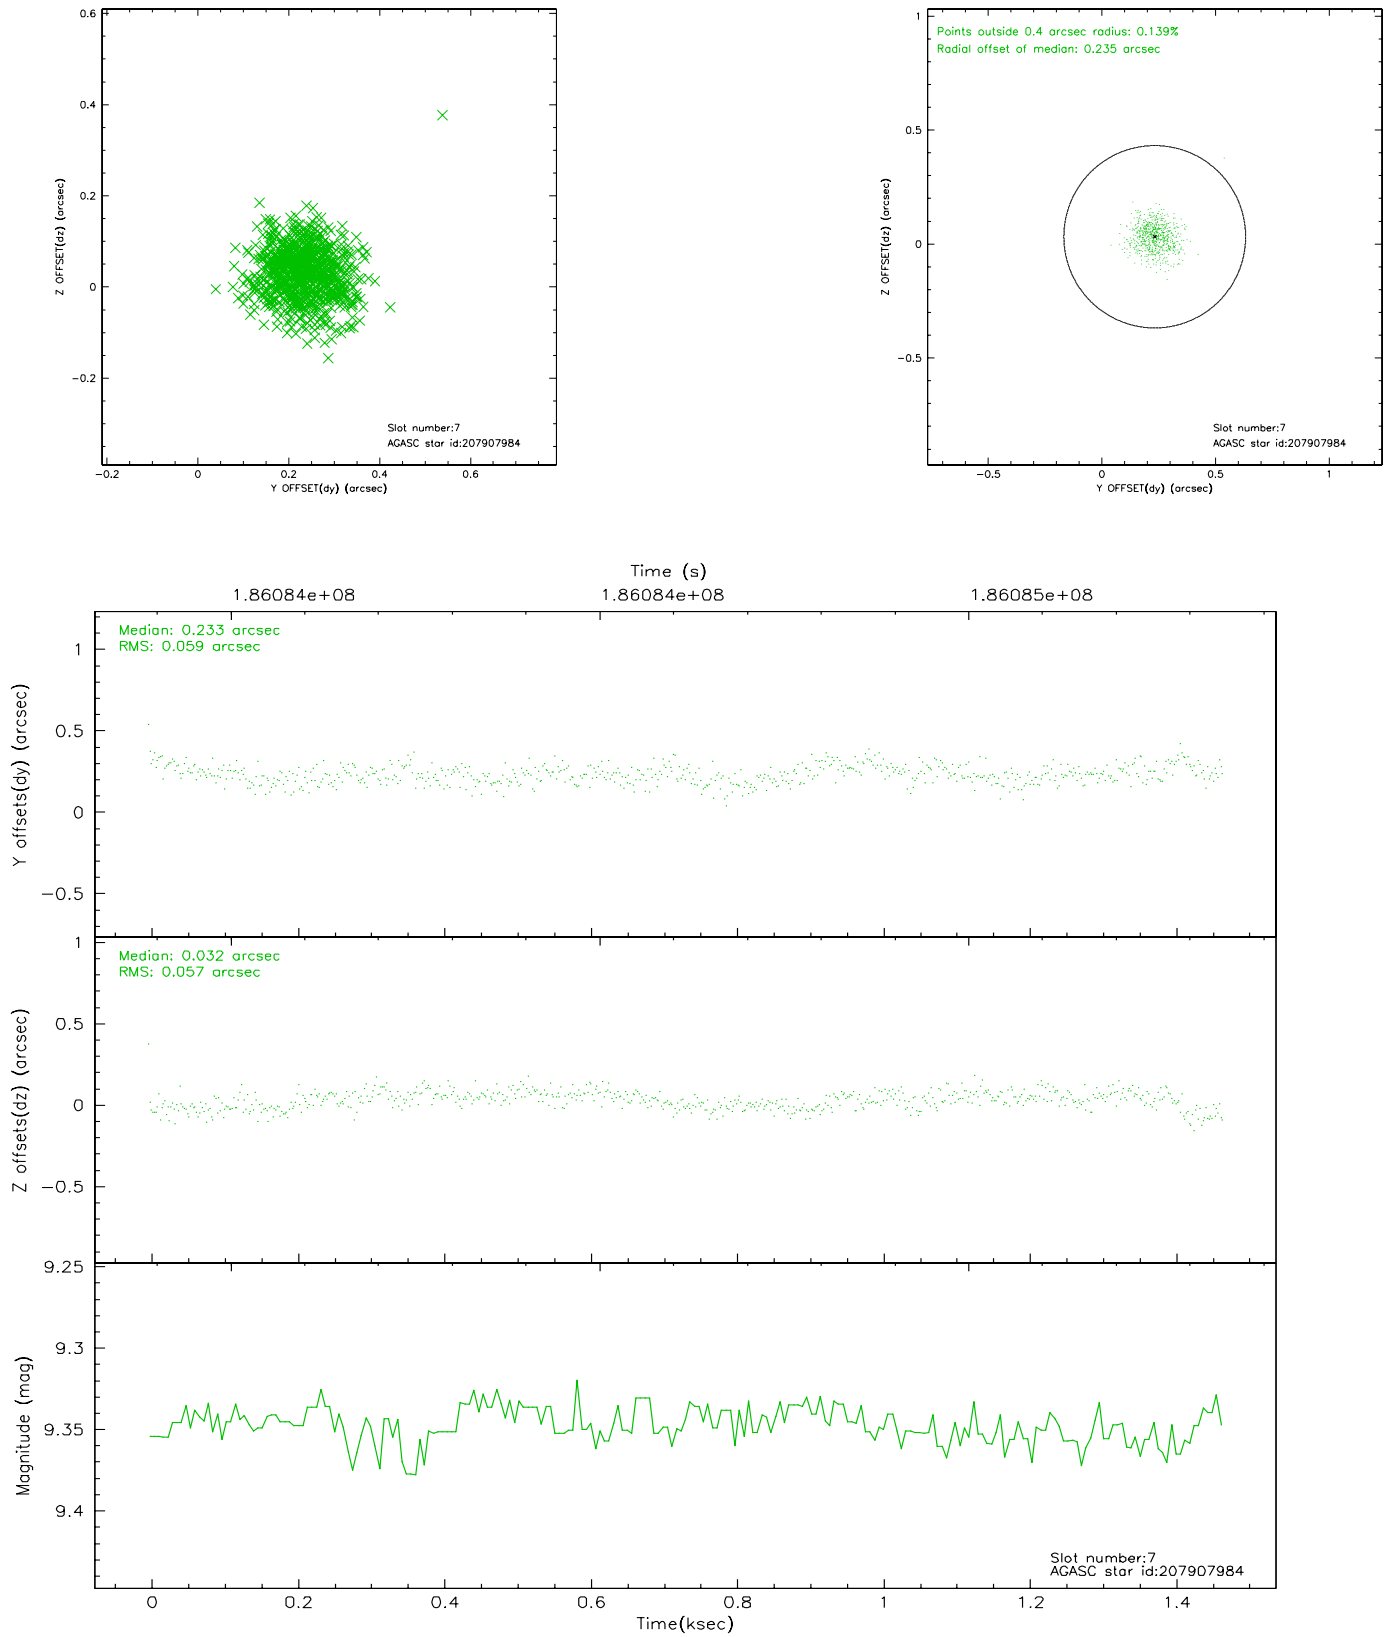 0.6
0.4
0.2
0
−0.2
Z OFFSET(dz) (arcsec)
Slot number:7
AGASC star id:207907984
−0.2 0 0.2 0.4 0.6
Y OFFSET(dy) (arcsec)
Points outside 0.4 arcsec radius: 0.139%
Radial offset of median: 0.235 arcsec
1
0.5
0
−0.5
Z OFFSET(dz) (arcsec)
Slot number:7
AGASC star id:207907984
−0.5 0 0.5 1
Y OFFSET(dy) (arcsec)
Time (s)
1.86084e+08 1.86084e+08 1.86085e+08
Median: 0.233 arcsec
RMS: 0.059 arcsec
1
0.5
0
−0.5
Y offsets(dy) (arcsec)
Median: 0.032 arcsec
RMS: 0.057 arcsec
1
0.5
0
−0.5
Z offsets(dz) (arcsec)
9.25
9.3
9.35
9.4
Magnitude (mag)
Slot number:7
AGASC star id:207907984
0 0.2 0.4 0.6 0.8 1 1.2 1.4
Time(ksec)